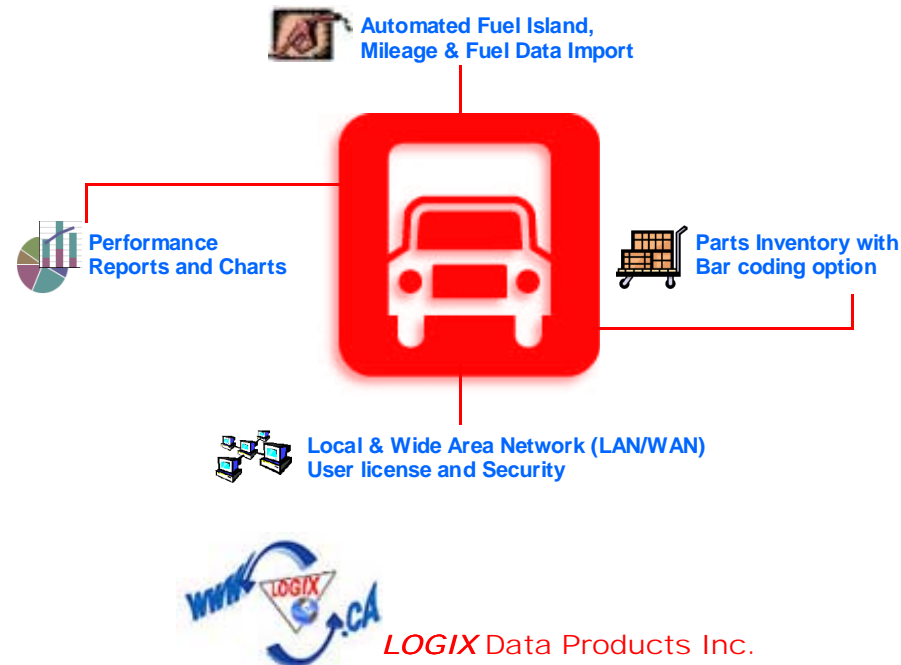 Automated Fuel Island,
Mileage & Fuel Data Import
Performance
Reports and Charts
Parts Inventory with
Bar coding option
Local & Wide Area Network (LAN/WAN)
User license and Security
www LOGIX .CA
LOGIX Data Products Inc.